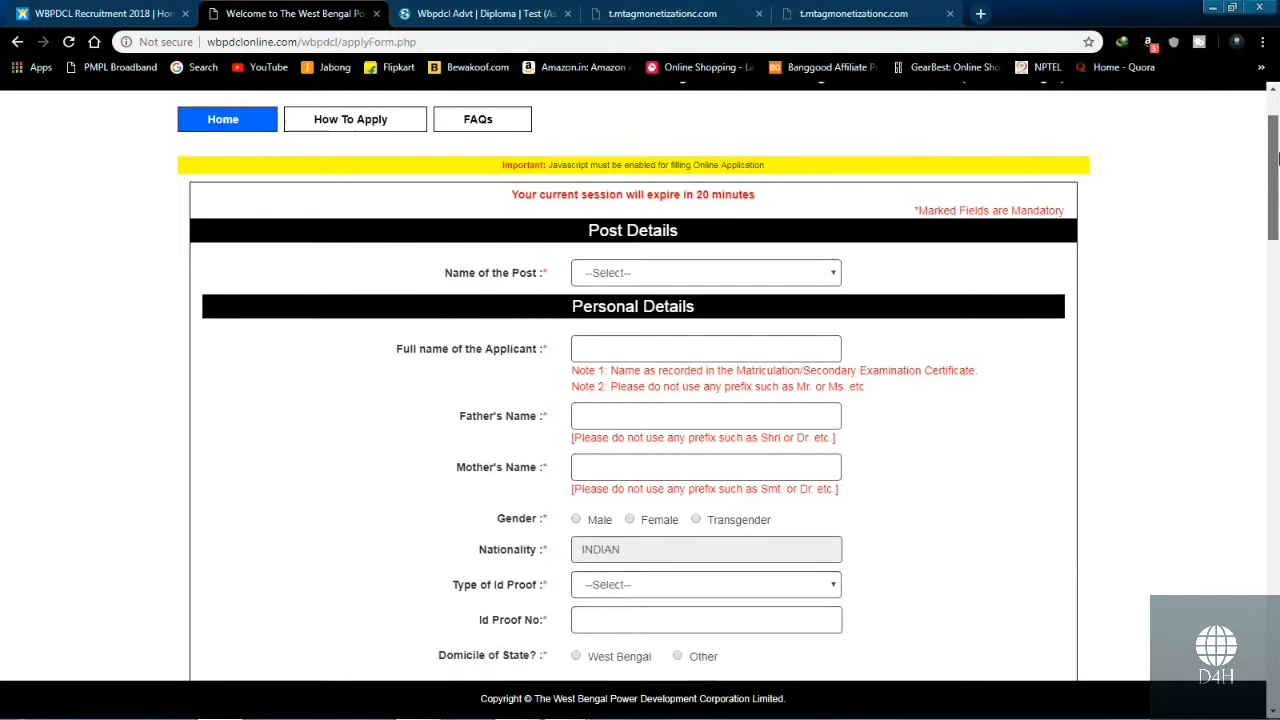 WBPDCL Recruitment 2018 | Ho
Welcome to The West Bengal Po
Wbpdcl Advt | Diploma | Test (As
t.mtagmonetizationc.com
t.mtagmonetizationc.com
Not secure | wbpdclonline.com/wbpdcl/applyForm.php
Apps PMPL Broadband Search YouTube Jabong Flipkart Bewakoof.com Amazon.in: Amazon Online Shopping - La Banggood Affiliate P GearBest: Online Sho NPTEL Home - Quora »
Home How To Apply FAQs
Important: Javascript must be enabled for filling Online Application
Your current session will expire in 20 minutes
*Marked Fields are Mandatory
Post Details
Name of the Post :* --Select--
Personal Details
Full name of the Applicant :*
Note 1: Name as recorded in the Matriculation/Secondary Examination Certificate.
Note 2: Please do not use any prefix such as Mr. or Ms. etc
Father's Name :*
[Please do not use any prefix such as Shri or Dr. etc.]
Mother's Name :*
[Please do not use any prefix such as Smt. or Dr. etc ]
Gender :* Male Female Transgender
Nationality :* INDIAN
Type of Id Proof :* --Select--
Id Proof No:*
Domicile of State? :* West Bengal Other
D4H
Copyright © The West Bengal Power Development Corporation Limited.